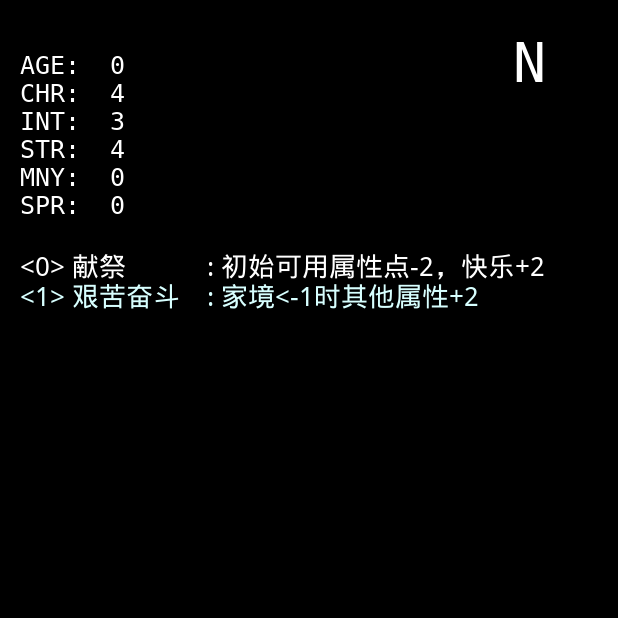 N
AGE: 0
CHR: 4
INT: 3
STR: 4
MNY: 0
SPR: 0
<0> 献祭 : 初始可用属性点-2，快乐+2
<1> 艰苦奋斗 : 家境<-1时其他属性+2